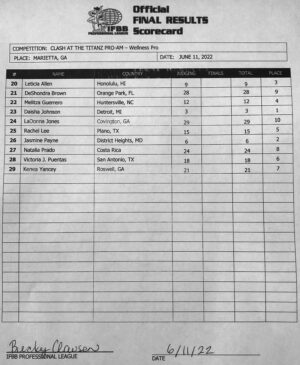 IFBB
PROFESSIONAL LEAGUE
Official
FINAL RESULTS
Scorecard
COMPETITION: CLASH AT THE TITANZ PRO-AM – Wellness Pro
PLACE: MARIETTA, GA DATE: JUNE 11, 2022
# NAME COUNTRY JUDGING FINALS TOTAL PLACE
20 Leticia Allen Honolulu, HI 9 9 3
21 DeShondra Brown Orange Park, FL 28 28 9
22 Melitza Guerrero Huntersville, NC 12 12 4
23 Daisha Johnson Detroit, MI 3 3 1
24 LaDonna Jones Covington, GA 29 29 10
25 Rachel Lee Plano, TX 15 15 5
26 Jasmine Payne District Heights, MD 6 6 2
27 Natalia Prado Costa Rica 24 24 8
28 Victoria J. Puentas San Antonio, TX 18 18 6
29 Kenya Yancey Roswell, GA 21 21 7
Becky Clawson 6/11/22
IFBB PROFESSIONAL LEAGUE DATE